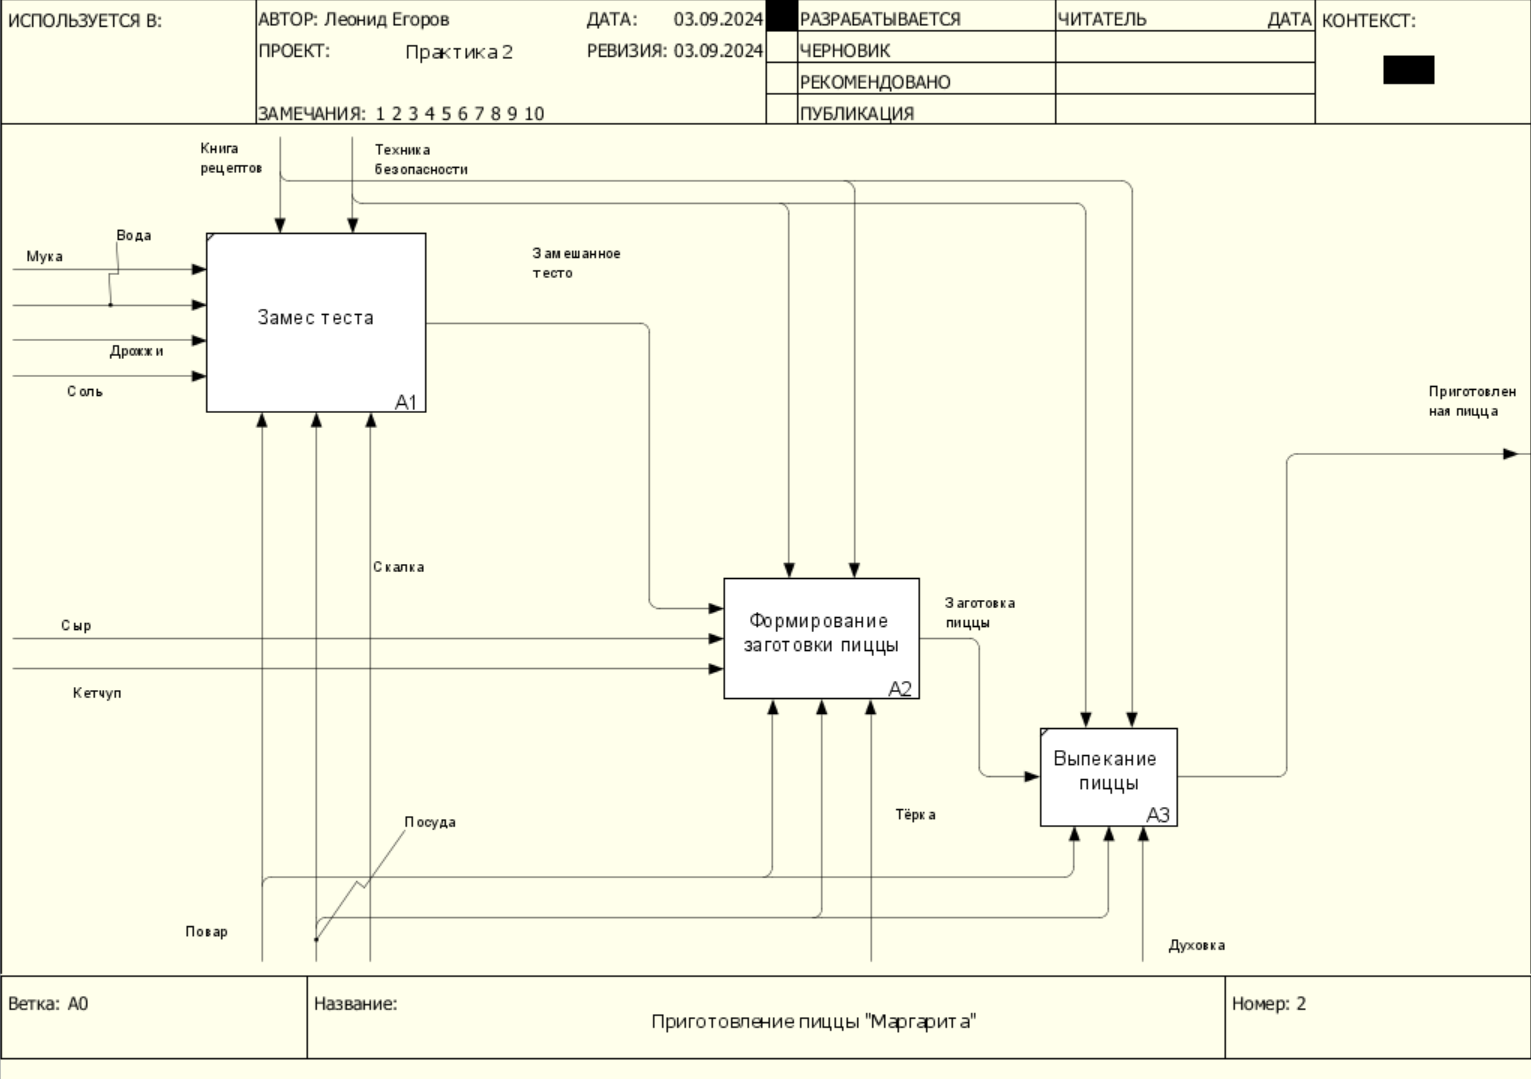 ИСПОЛЬЗУЕТСЯ В:
АВТОР: Леонид Егоров
ДАТА: 03.09.2024
ПРОЕКТ: Практика 2
РЕВИЗИЯ: 03.09.2024
ЗАМЕЧАНИЯ: 1 2 3 4 5 6 7 8 9 10
РАЗРАБАТЫВАЕТСЯ
ЧЕРНОВИК
РЕКОМЕНДОВАНО
ПУБЛИКАЦИЯ
ЧИТАТЕЛЬ
ДАТА
КОНТЕКСТ:
Книга
рецептов
Техника
безопасности
Вода
Мука
Замешанное
тесто
Замес теста
A1
Дрожжи
Соль
Приготовлен
ная пицца
Скалка
Сыр
Кетчуп
Формирование
заготовки пиццы
A2
Заготовка
пиццы
Выпекание
пиццы
A3
Тёрка
Посуда
Повар
Духовка
Ветка: A0
Название:
Приготовление пиццы "Маргарита"
Номер: 2